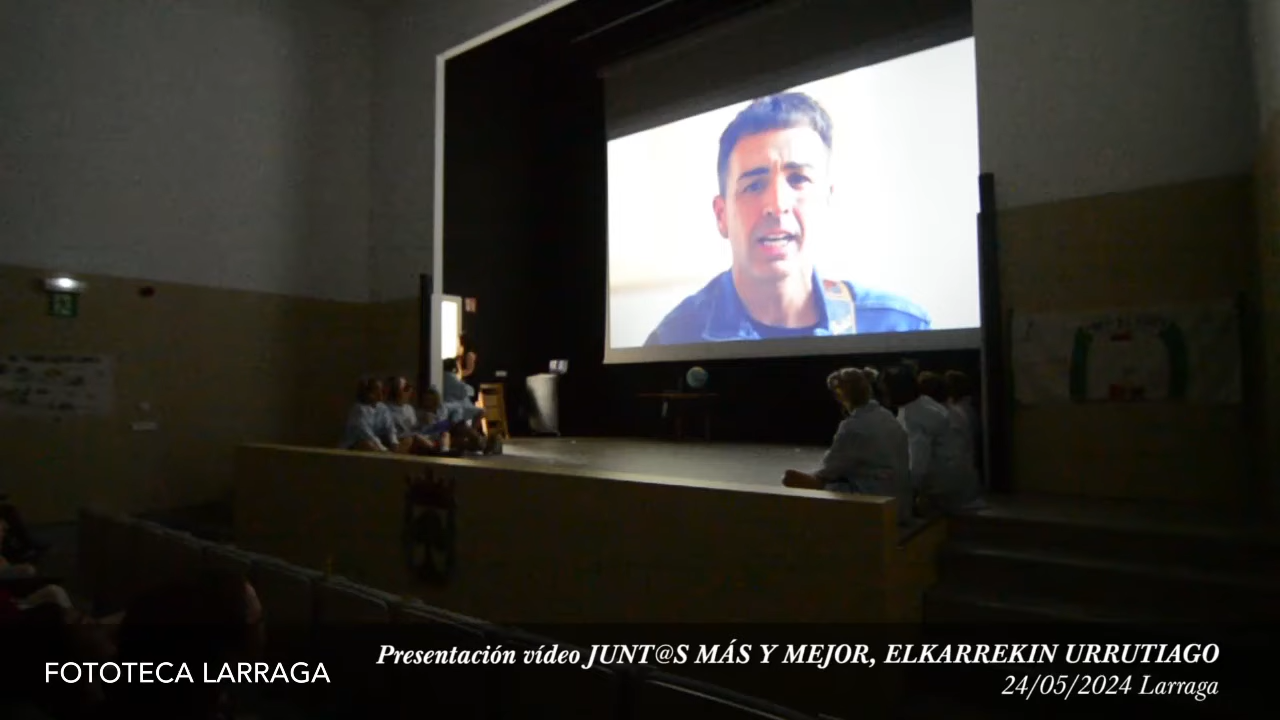 Presentación vídeo JUNT@S MÁS Y MEJOR, ELKARREKIN URRUTIAGO
FOTOTECA LARRAGA
24/05/2024 Larraga